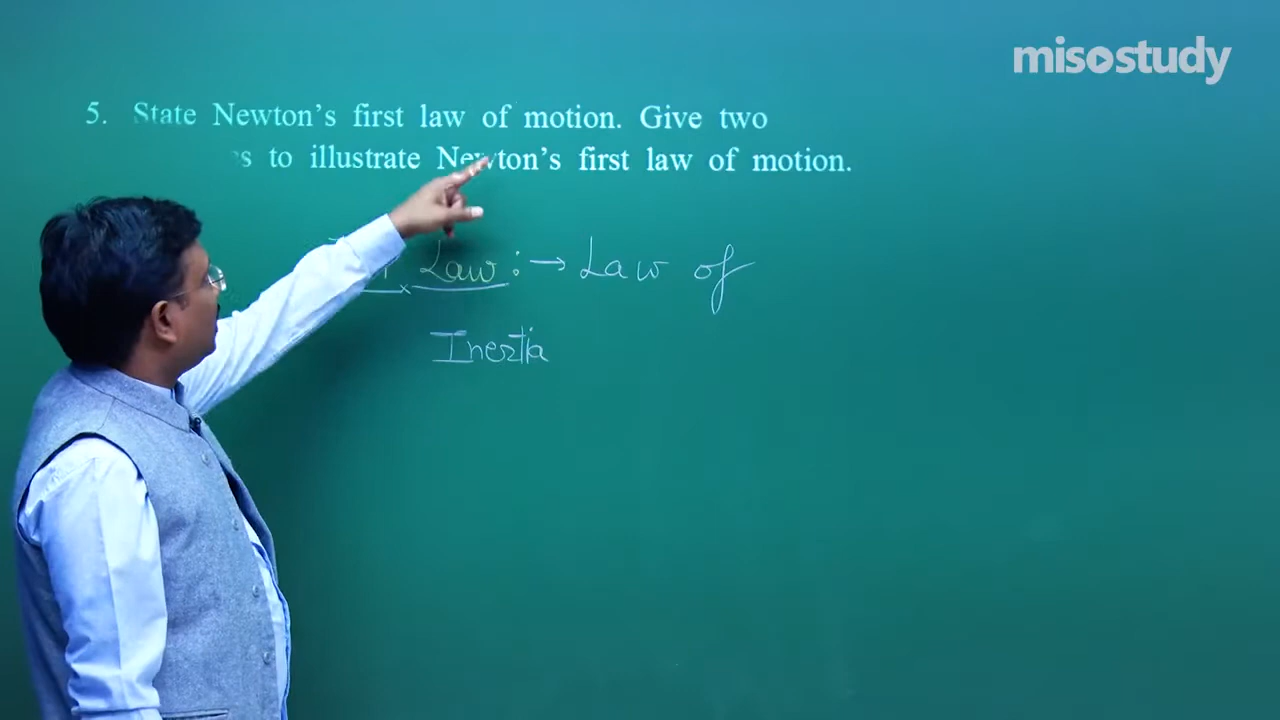 misostudy
5. State Newton's first law of motion. Give two
to illustrate Newton's first law of motion.
Law :→ Law of
Inertia